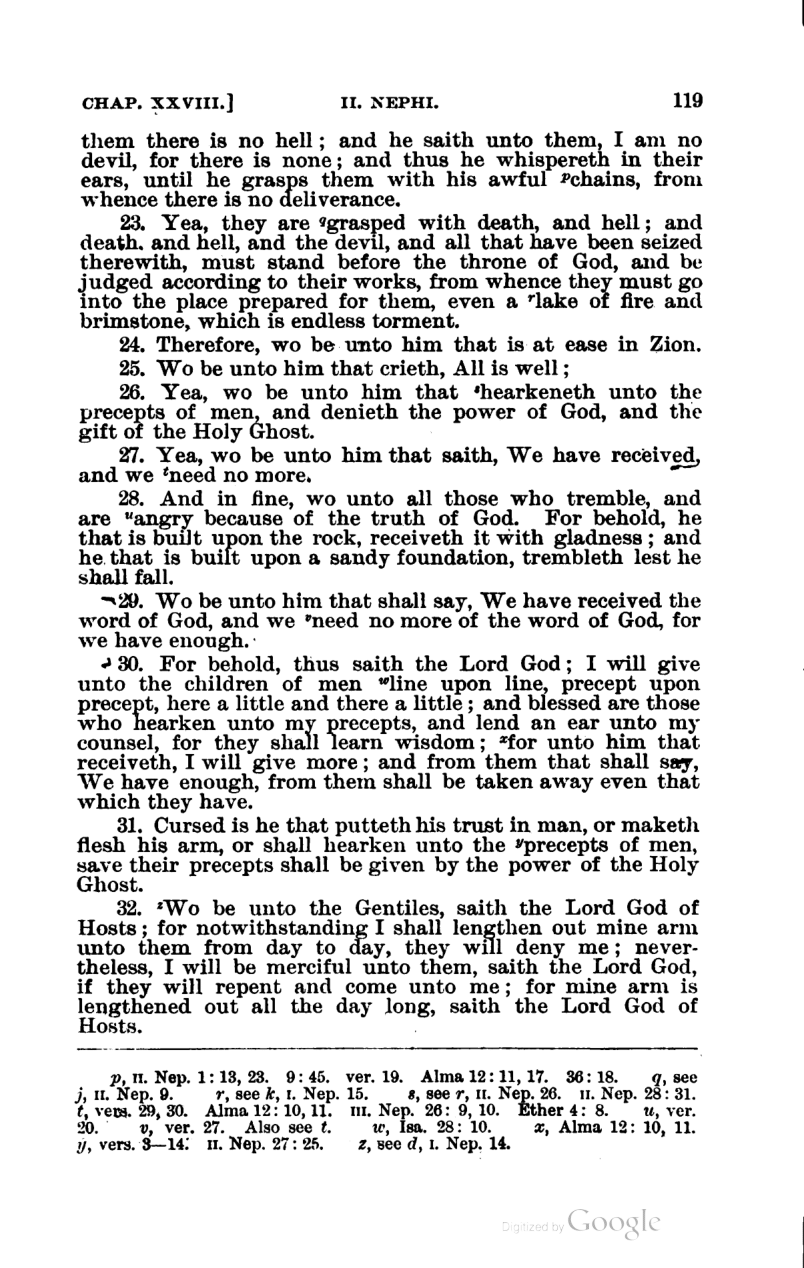 CHAP. XXVIII.] II. NEPHI. 119
them there is no hell; and he saith unto them, I am no
devil, for there is none; and thus he whispereth in their
ears, until he grasps them with his awful pchains, from
whence there is no deliverance.
23. Yea, they are qgrasped with death, and hell; and
death, and hell, and the devil, and all that have been seized
therewith, must stand before the throne of God, and be
judged according to their works, from whence they must go
into the place prepared for them, even a rlake of fire and
brimstone, which is endless torment.
24. Therefore, wo be unto him that is at ease in Zion.
25. Wo be unto him that crieth, All is well;
26. Yea, wo be unto him that shearkeneth unto the
precepts of men, and denieth the power of God, and the
gift of the Holy Ghost.
27. Yea, wo be unto him that saith, We have received,
and we tneed no more.
28. And in fine, wo unto all those who tremble, and
are uangry because of the truth of God. For behold, he
that is built upon the rock, receiveth it with gladness; and
he that is built upon a sandy foundation, trembleth lest he
shall fall.
29. Wo be unto him that shall say, We have received the
word of God, and we vneed no more of the word of God, for
we have enough.
30. For behold, thus saith the Lord God; I will give
unto the children of men wline upon line, precept upon
precept, here a little and there a little; and blessed are those
who hearken unto my precepts, and lend an ear unto my
counsel, for they shall learn wisdom; xfor unto him that
receiveth, I will give more; and from them that shall say,
We have enough, from them shall be taken away even that
which they have.
31. Cursed is he that putteth his trust in man, or maketh
flesh his arm, or shall hearken unto the yprecepts of men,
save their precepts shall be given by the power of the Holy
Ghost.
32. zWo be unto the Gentiles, saith the Lord God of
Hosts; for notwithstanding I shall lengthen out mine arm
unto them from day to day, they will deny me; never-
theless, I will be merciful unto them, saith the Lord God,
if they will repent and come unto me; for mine arm is
lengthened out all the day long, saith the Lord God of
Hosts.
p, II. Nep. 1: 13, 23. 9: 45. ver. 19. Alma 12: 11, 17. 36: 18. q, see
j, II. Nep. 9. r, see k, I. Nep. 15. s, see r, II. Nep. 26. II. Nep. 28: 31.
t, vers. 29, 30. Alma 12: 10, 11. III. Nep. 26: 9, 10. Ether 4: 8. u, ver.
20. v, ver. 27. Also see t. w, Isa. 28: 10. x, Alma 12: 10, 11.
y, vers. 3—14. II. Nep. 27: 25. z, see d, I. Nep. 14.
Digitized by Google